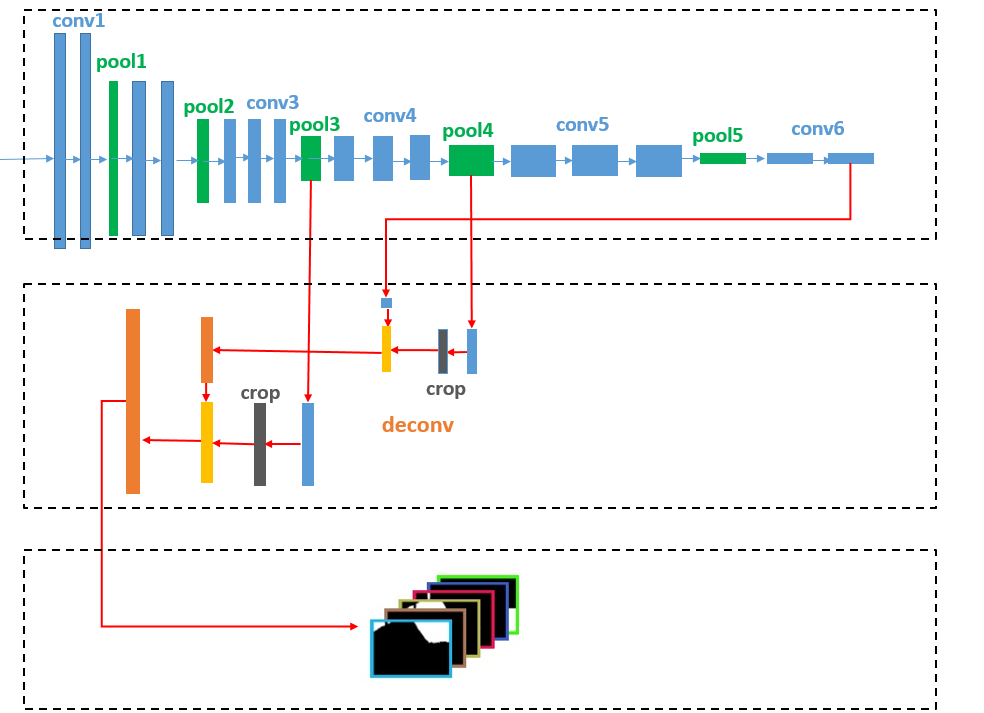 conv1
pool1
pool2
conv3
pool3
conv4
pool4
conv5
pool5
conv6
crop
crop
deconv